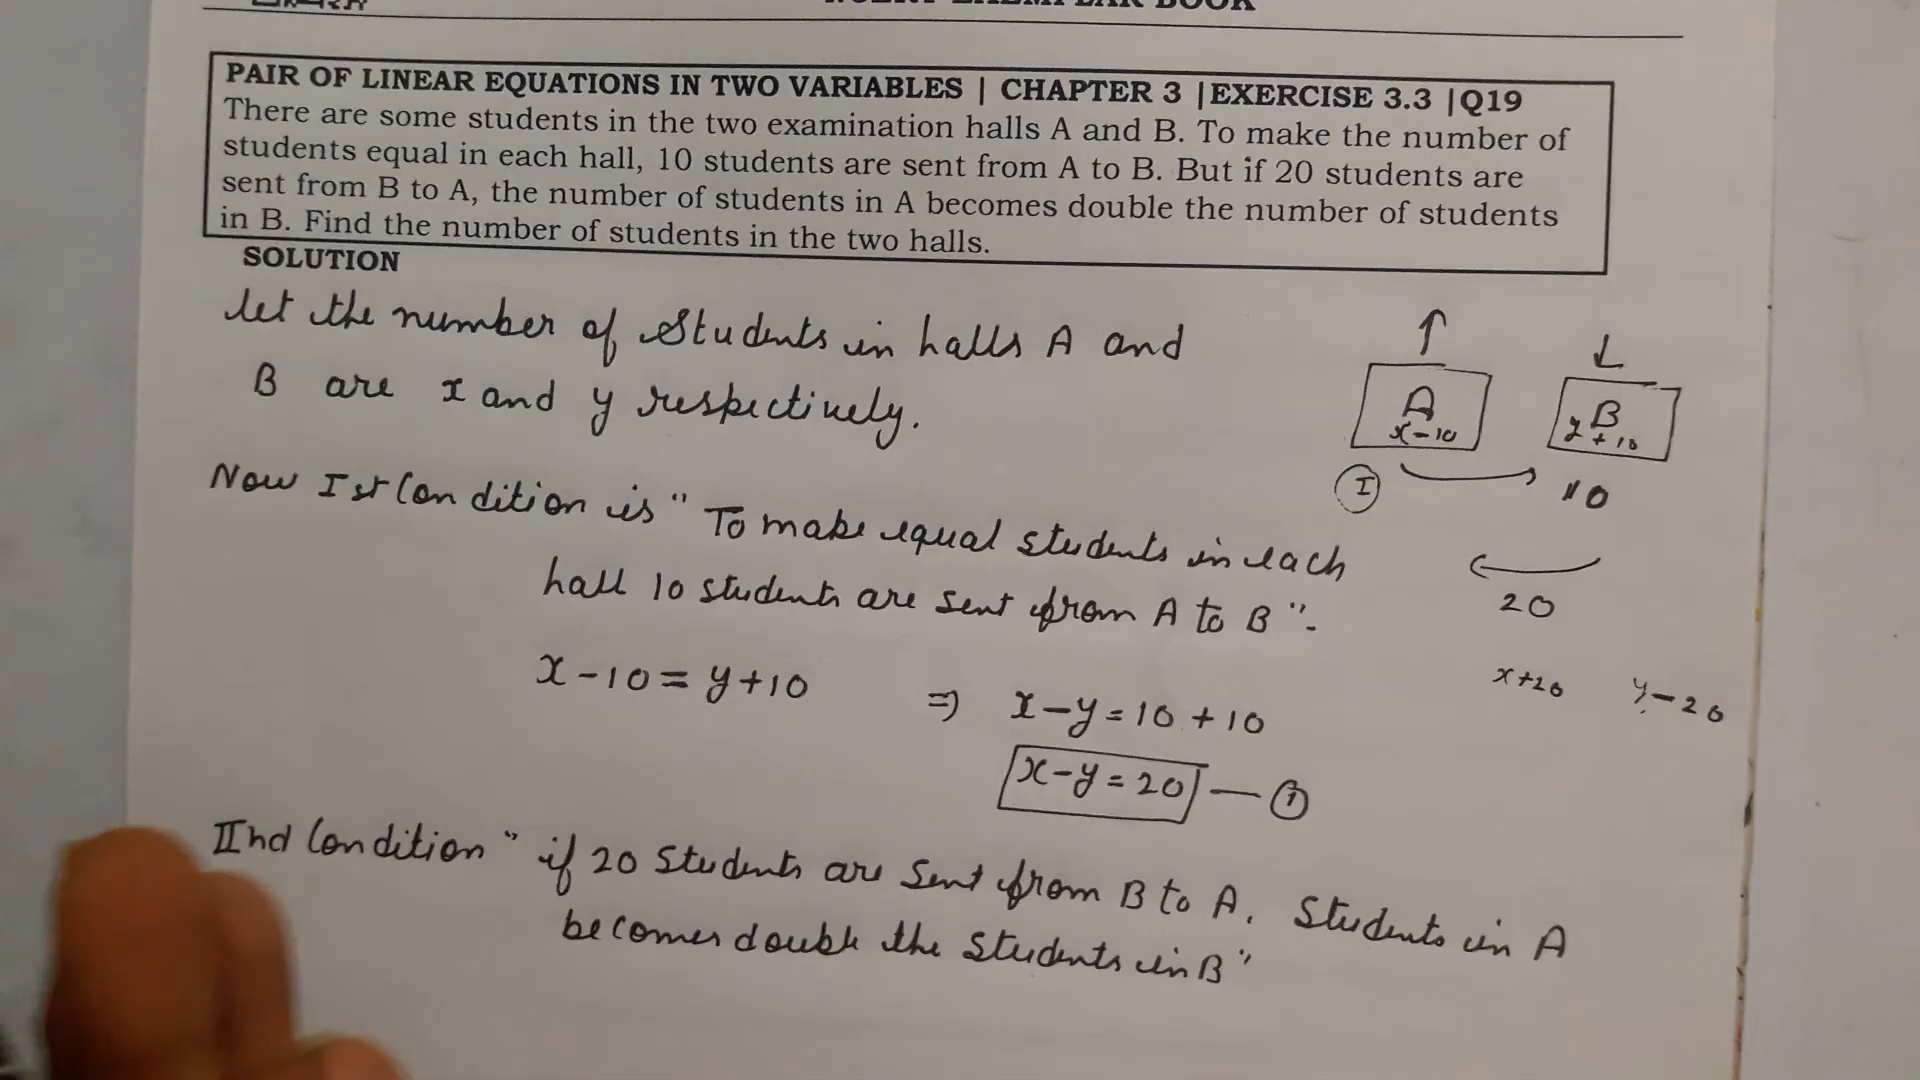 BOOK
PAIR OF LINEAR EQUATIONS IN TWO VARIABLES | CHAPTER 3 |EXERCISE 3.3 |Q19
There are some students in the two examination halls A and B. To make the number of
students equal in each hall, 10 students are sent from A to B. But if 20 students are
sent from B to A, the number of students in A becomes double the number of students
in B. Find the number of students in the two halls.
SOLUTION
Let the number of Students in halls A and
B are x and y respectively.
A
x-10
B
y+10
I
10
Now Ist Condition is "To make equal students in each
hall 10 students are sent from A to B".
20
x-10=y+10 ⇒ x-y=10+10
x+20 y-20
x-y=20 — ①
IInd Condition "if 20 Students are Sent from B to A. Students in A
becomes double the students in B"